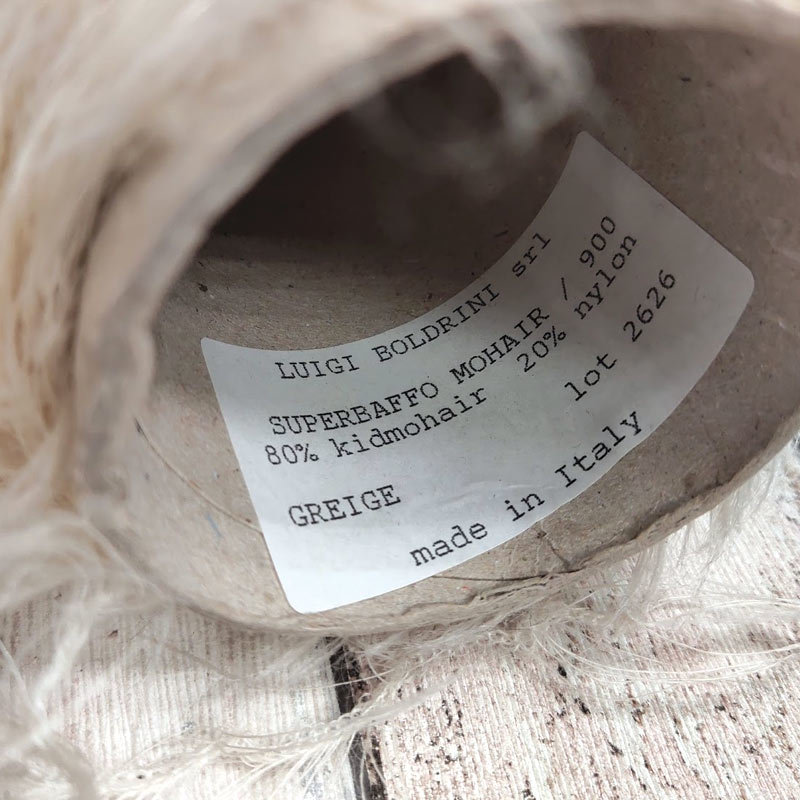 LUIGI BOLDRINI srl
SUPERBAFFO MOHAIR / 900
80% kidmohair 20% nylon
lot 2626
GREIGE
made in Italy